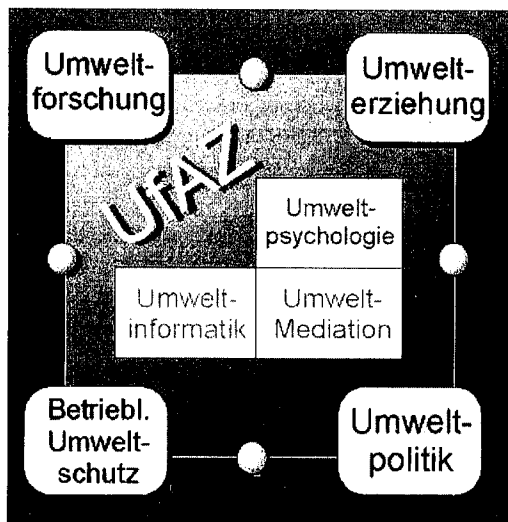 Umwelt-
forschung
Umwelt-
erziehung
UfAZ
Umwelt-
psychologie
Umwelt-
informatik
Umwelt-
Mediation
Betriebl.
Umwelt-
schutz
Umwelt-
politik